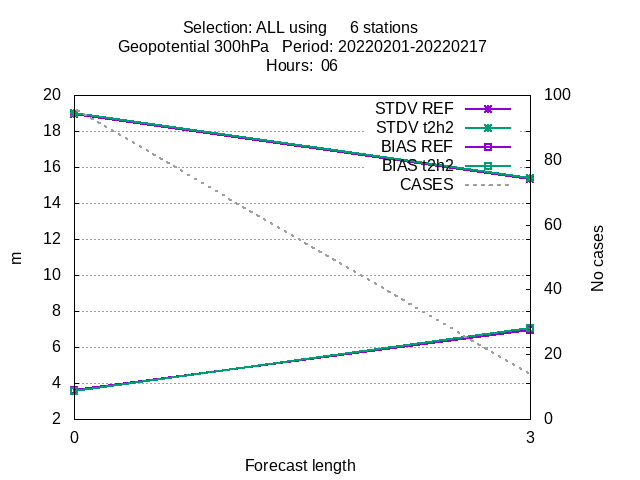 Selection: ALL using     6 stations
Geopotential 300hPa   Period: 20220201-20220217
Hours:  06
STDV REF
STDV t2h2
BIAS REF
BIAS t2h2
CASES
20
18
16
14
12
10
8
6
4
2
100
80
60
40
20
0
m
No cases
0
3
Forecast length